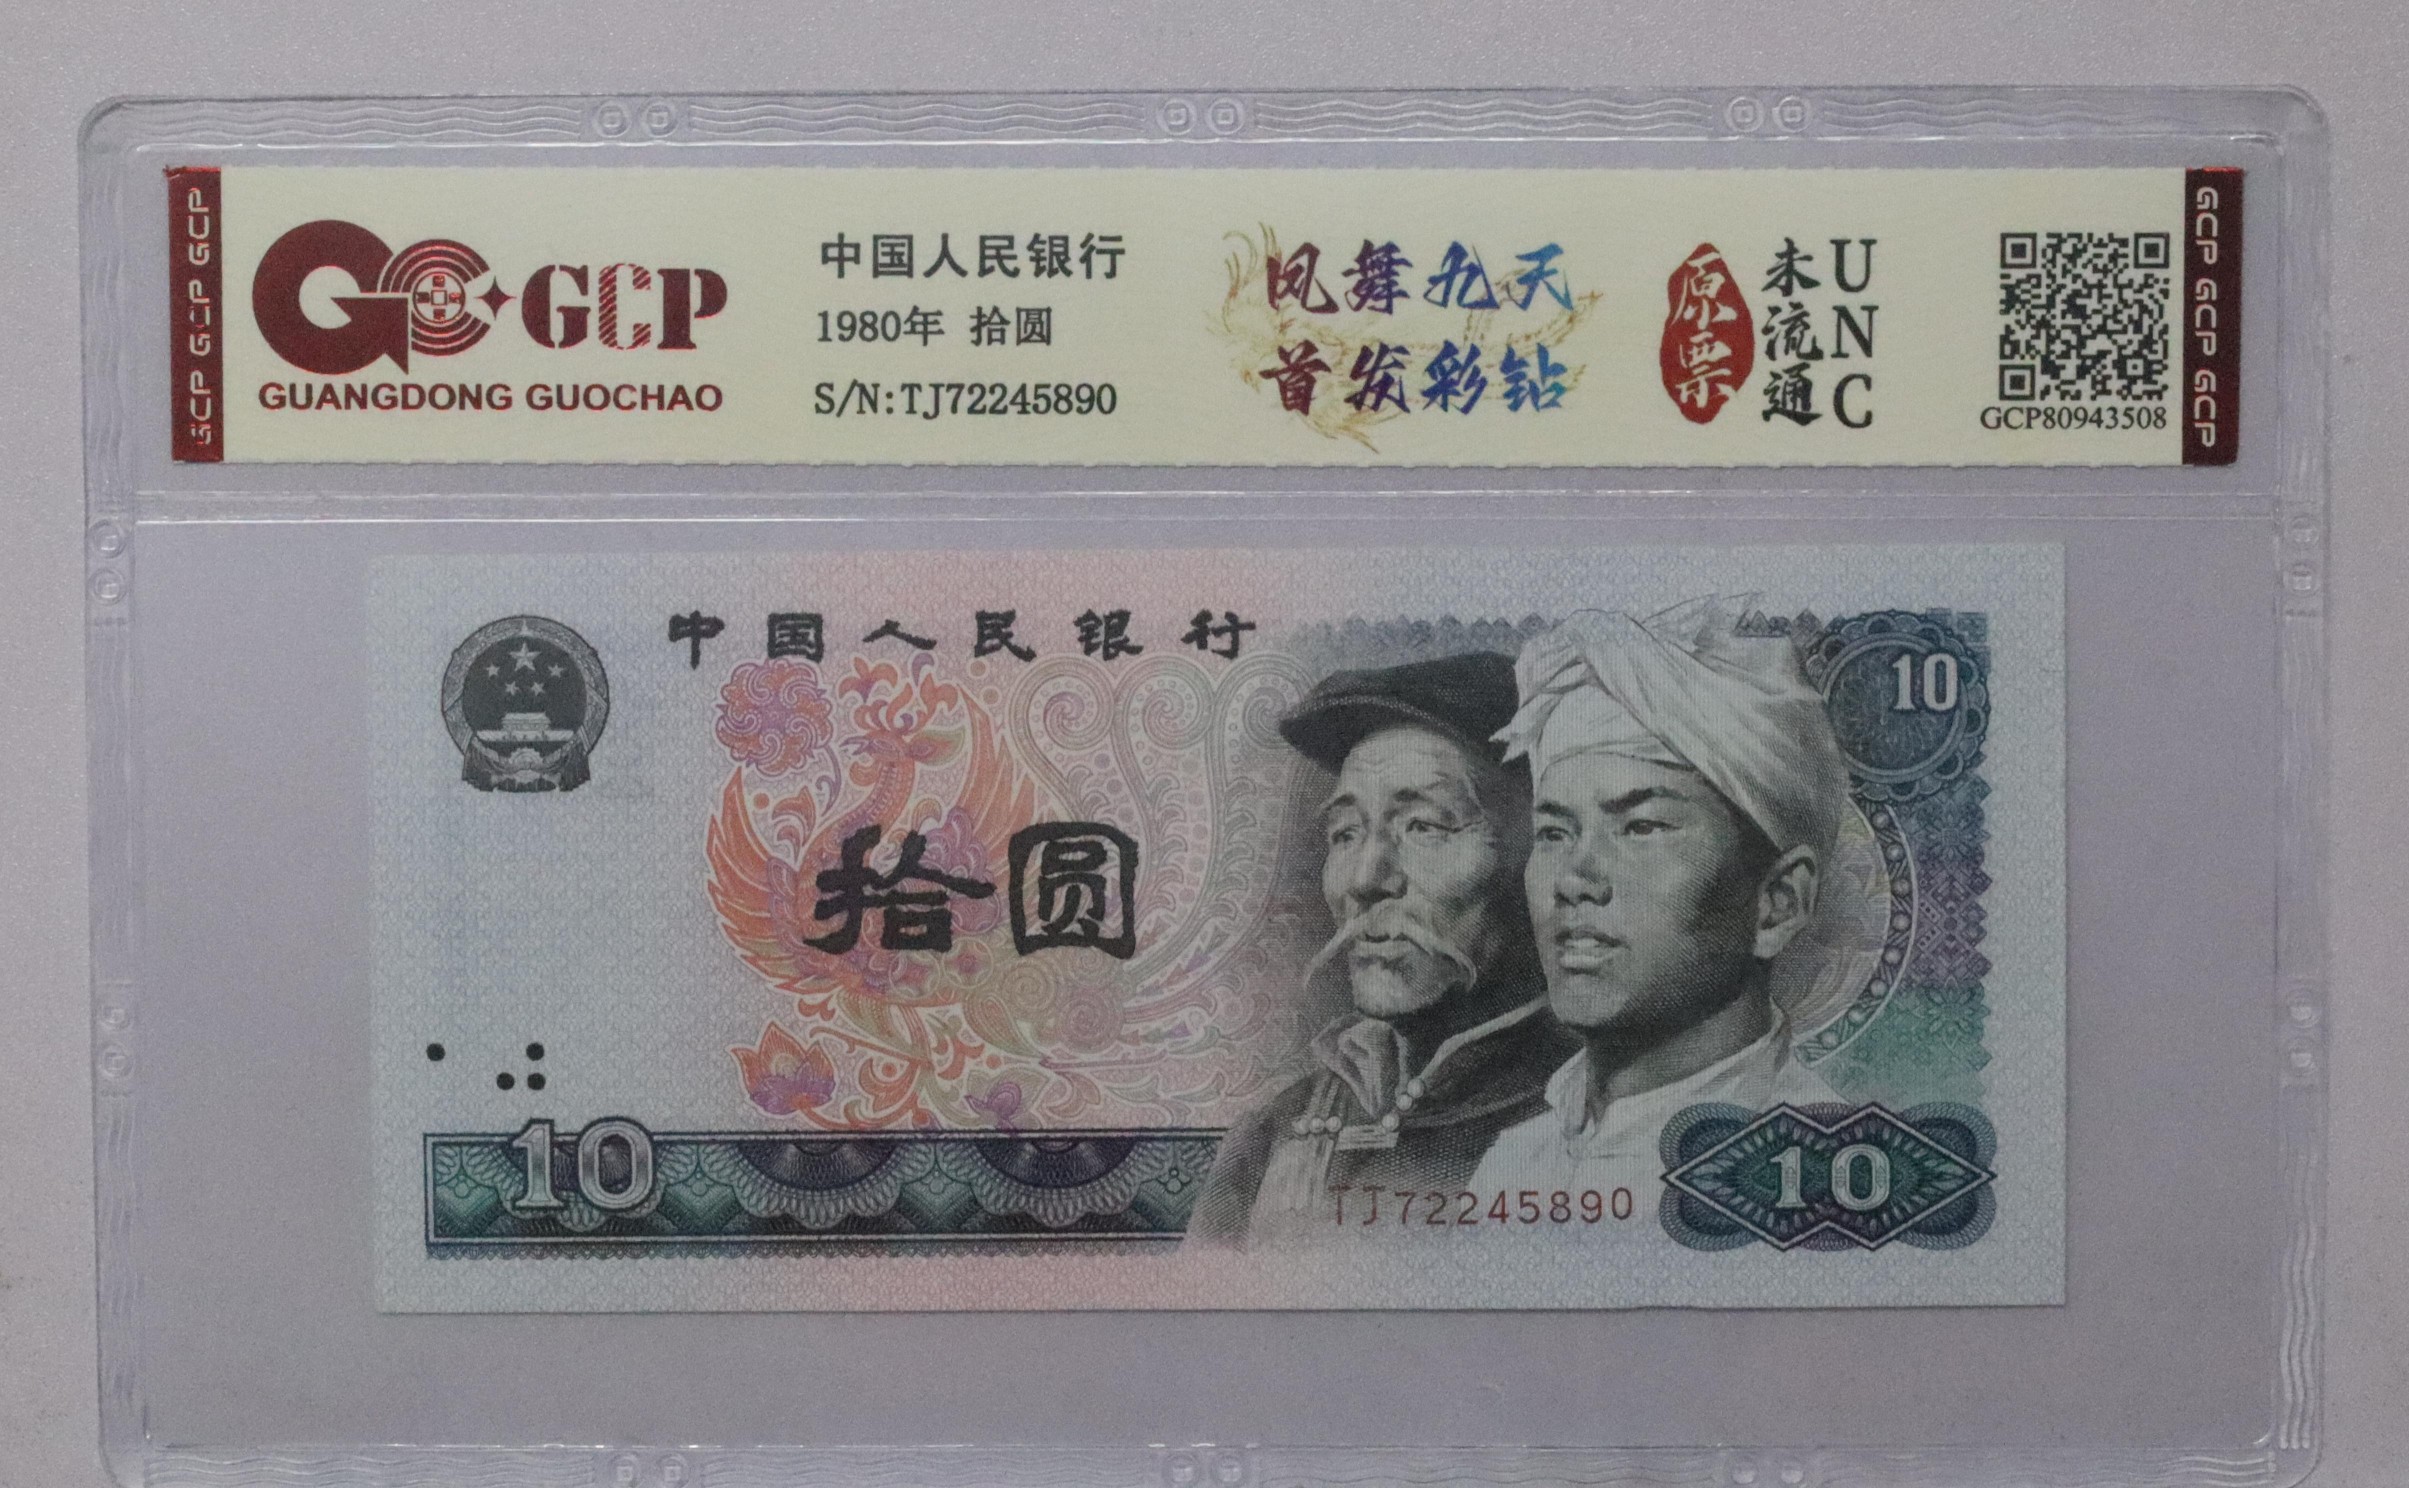 GCP GCP GCP
GCP
GUANGDONG GUOCHAO
中国人民银行
1980年 拾圆
S/N:TJ72245890
凤舞九天
首发彩钻
原票
未流通
UNC
GCP80943508
GCP GCP GCP
中国人民银行
10
拾圆
10
TJ72245890
10